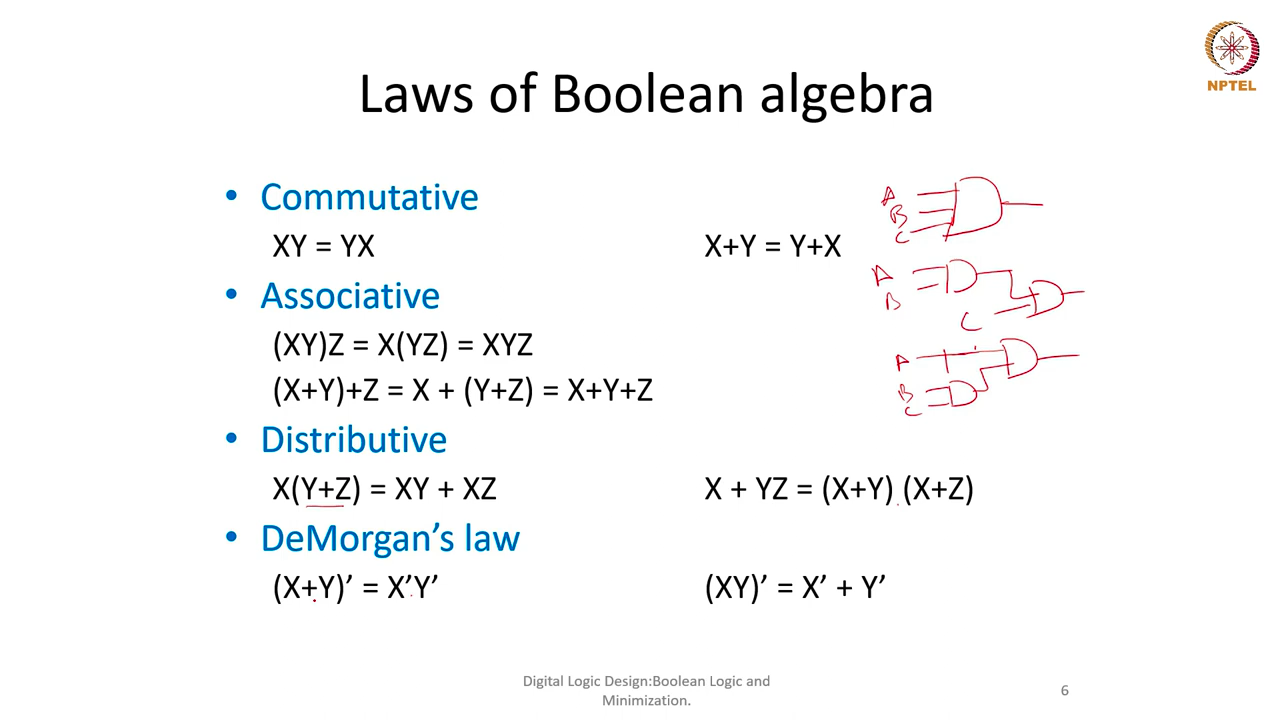 NPTEL
Laws of Boolean algebra
• Commutative
XY = YX X+Y = Y+X
• Associative
(XY)Z = X(YZ) = XYZ
(X+Y)+Z = X + (Y+Z) = X+Y+Z
• Distributive
X(Y+Z) = XY + XZ X + YZ = (X+Y) (X+Z)
• DeMorgan’s law
(X+Y)’ = X’Y’ (XY)’ = X’ + Y’
A
B
C
A
B
C
A
B
C
Digital Logic Design:Boolean Logic and
Minimization.
6